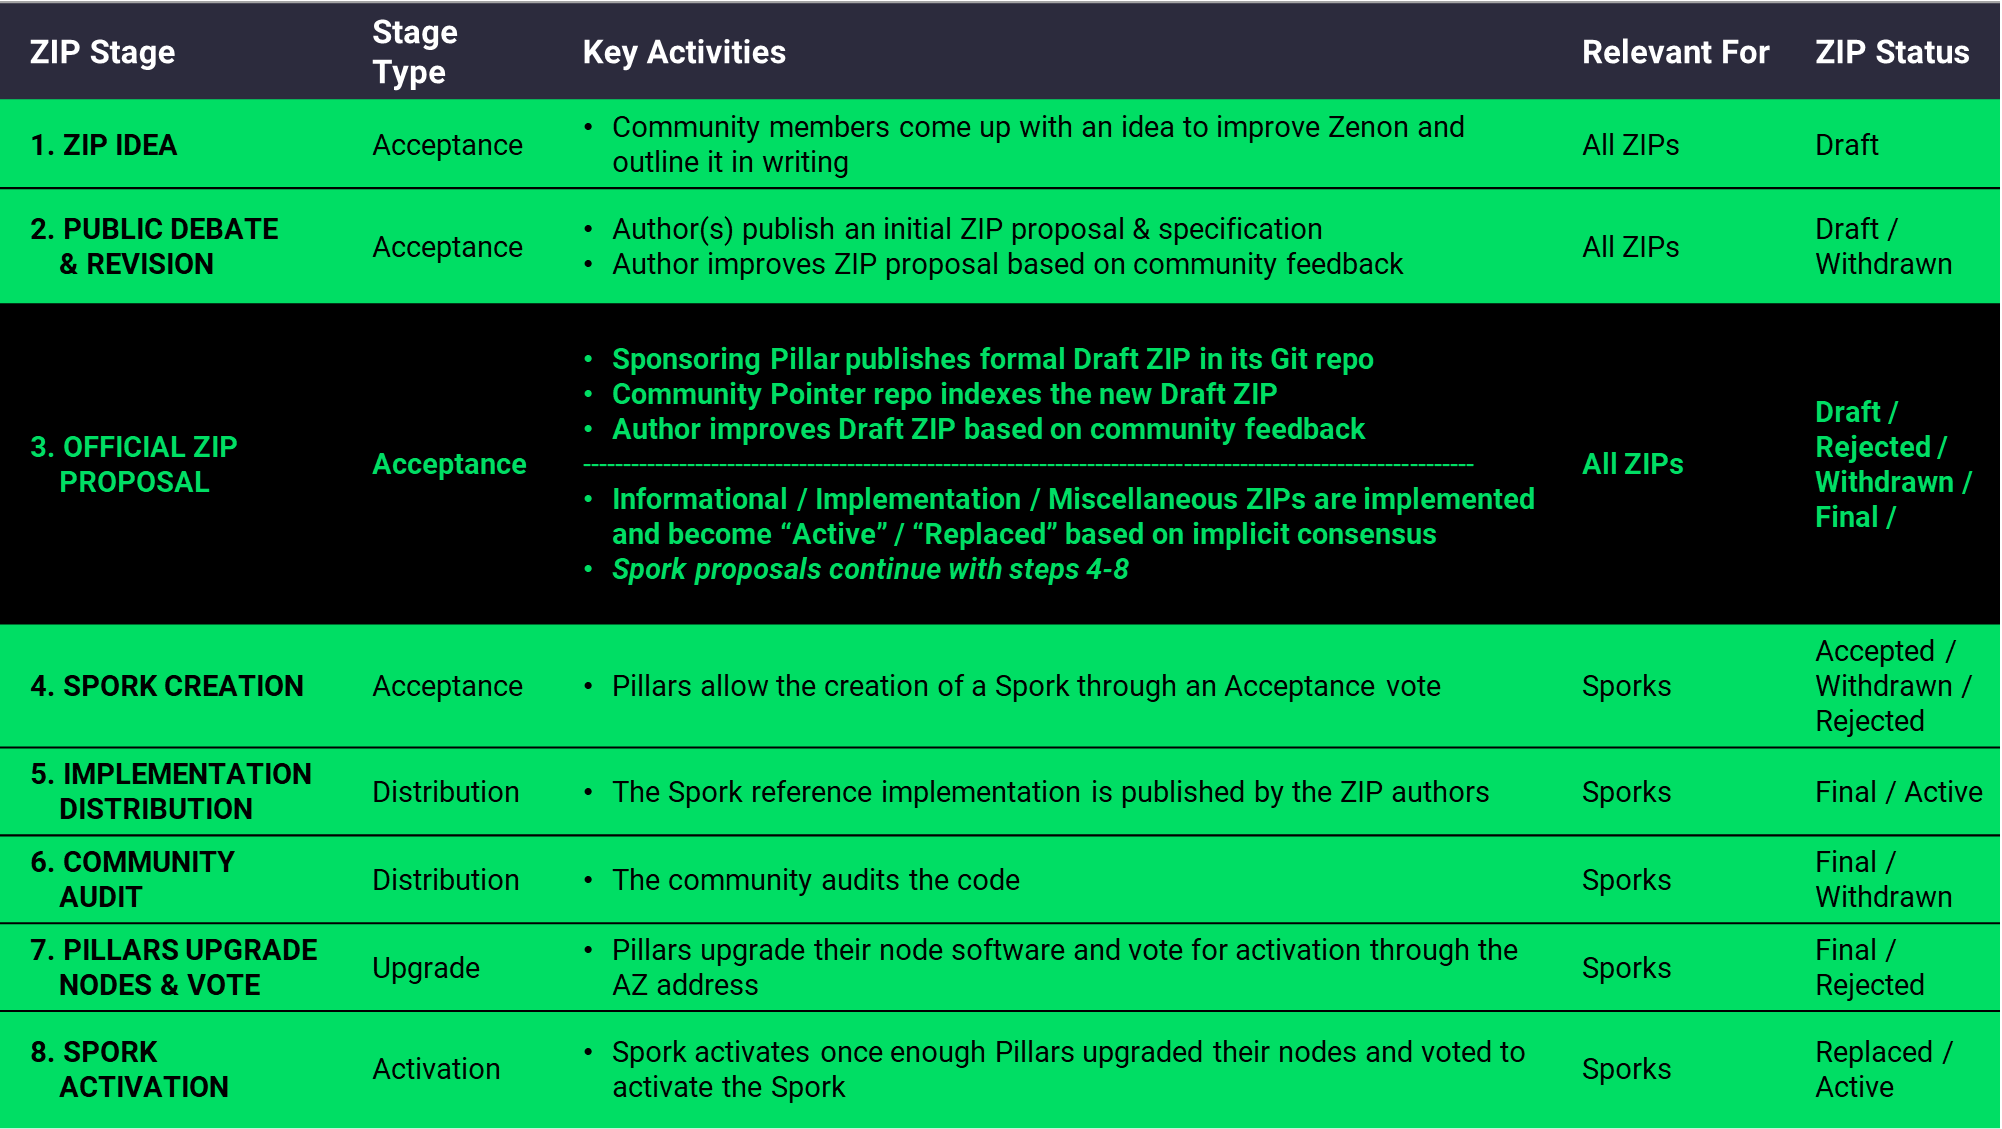 ZIP Stage
Stage
Type
Key Activities
Relevant For
ZIP Status
1. ZIP IDEA
Acceptance
• Community members come up with an idea to improve Zenon and
outline it in writing
All ZIPs
Draft
2. PUBLIC DEBATE
& REVISION
Acceptance
• Author(s) publish an initial ZIP proposal & specification
• Author improves ZIP proposal based on community feedback
All ZIPs
Draft /
Withdrawn
3. OFFICIAL ZIP
PROPOSAL
Acceptance
• Sponsoring Pillar publishes formal Draft ZIP in its Git repo
• Community Pointer repo indexes the new Draft ZIP
• Author improves Draft ZIP based on community feedback
• Informational / Implementation / Miscellaneous ZIPs are implemented
and become “Active” / “Replaced” based on implicit consensus
• Spork proposals continue with steps 4-8
All ZIPs
Draft /
Rejected /
Withdrawn /
Final /
4. SPORK CREATION
Acceptance
• Pillars allow the creation of a Spork through an Acceptance vote
Sporks
Accepted /
Withdrawn /
Rejected
5. IMPLEMENTATION
DISTRIBUTION
Distribution
• The Spork reference implementation is published by the ZIP authors
Sporks
Final / Active
6. COMMUNITY
AUDIT
Distribution
• The community audits the code
Sporks
Final /
Withdrawn
7. PILLARS UPGRADE
NODES & VOTE
Upgrade
• Pillars upgrade their node software and vote for activation through the
AZ address
Sporks
Final /
Rejected
8. SPORK
ACTIVATION
Activation
• Spork activates once enough Pillars upgraded their nodes and voted to
activate the Spork
Sporks
Replaced /
Active